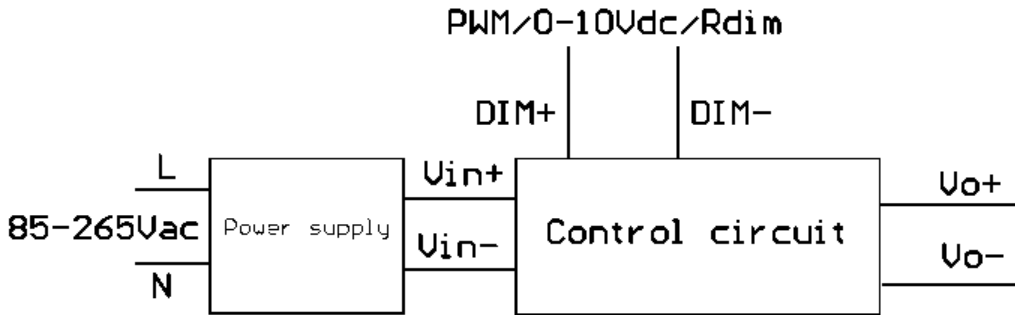 PWM/0-10Vdc/Rdim
DIM+
DIM-
L
Vin+
Vo+
85-265Vac
Power supply
Control circuit
Vin-
Vo-
N